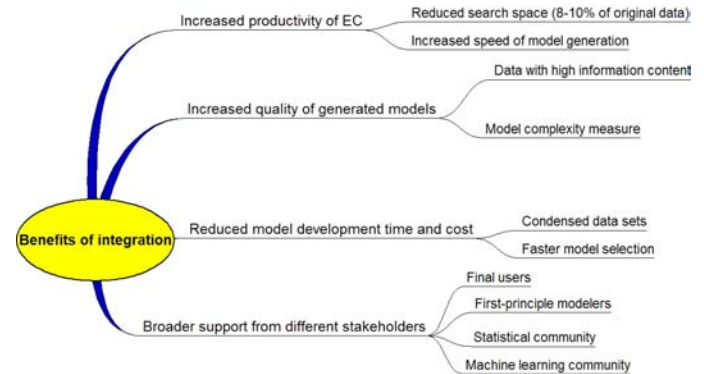 Increased productivity of EC
Reduced search space (8-10% of original data)
Increased speed of model generation
Increased quality of generated models
Data with high information content
Model complexity measure
Benefits of integration
Reduced model development time and cost
Condensed data sets
Faster model selection
Broader support from different stakeholders
Final users
First-principle modelers
Statistical community
Machine learning community